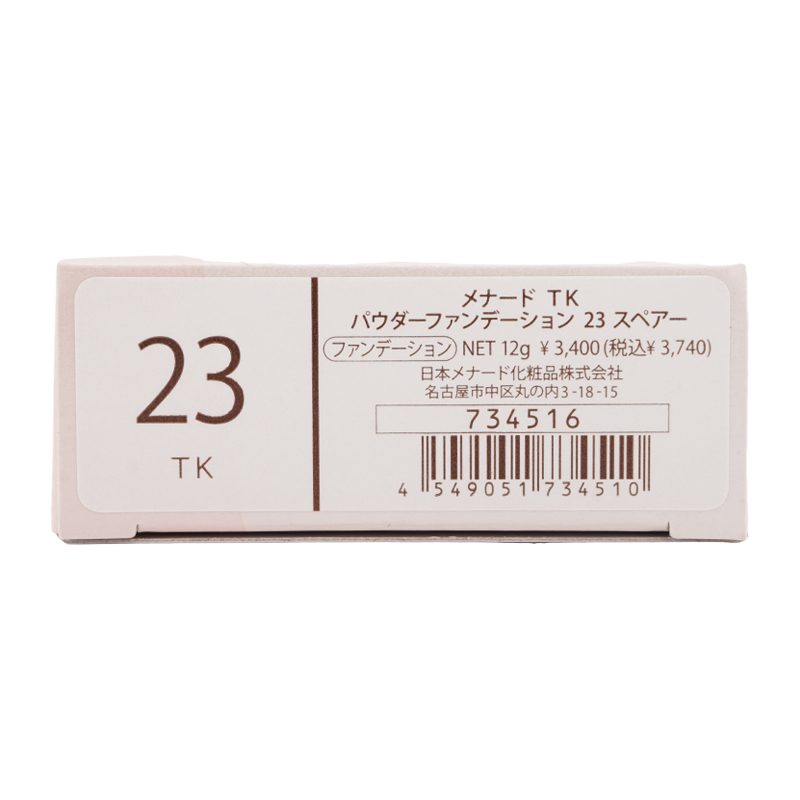 23
TK
メナード TK
パウダーファンデーション 23 スペアー
ファンデーション NET 12g ¥3,400(税込¥3,740)
日本メナード化粧品株式会社
名古屋市中区丸の内3-18-15
734516
4 549051 734510